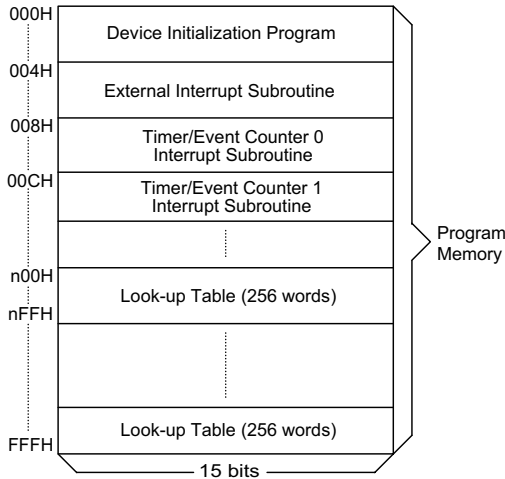 000H
Device Initialization Program
004H
External Interrupt Subroutine
008H
Timer/Event Counter 0
Interrupt Subroutine
00CH
Timer/Event Counter 1
Interrupt Subroutine
Program
Memory
n00H
Look-up Table (256 words)
nFFH
Look-up Table (256 words)
FFFH
15 bits